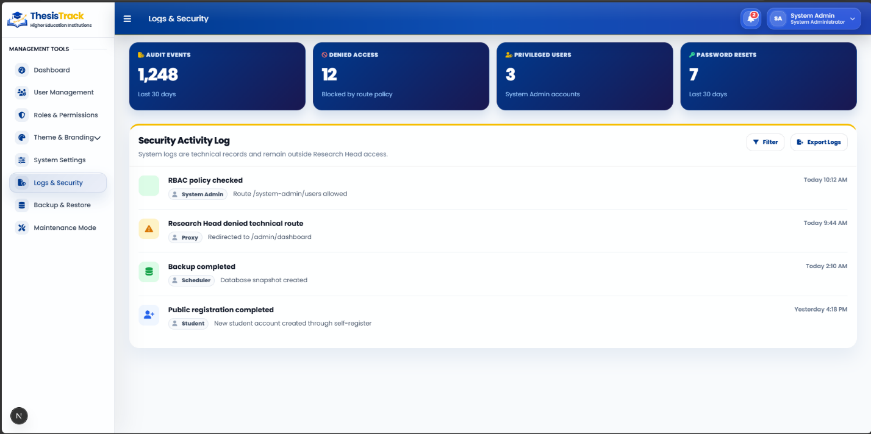 ThesisTrack
Higher Education Institutions
Logs & Security
2
SA
System Admin
System Administrator
MANAGEMENT TOOLS
Dashboard
User Management
Roles & Permissions
Theme & Branding
System Settings
Logs & Security
Backup & Restore
Maintenance Mode
N
AUDIT EVENTS
1,248
Last 30 days
DENIED ACCESS
12
Blocked by route policy
PRIVILEGED USERS
3
System Admin accounts
PASSWORD RESETS
7
Last 30 days
Security Activity Log
System logs are technical records and remain outside Research Head access.
Filter
Export Logs
RBAC policy checked
Today 10:12 AM
System Admin Route /system-admin/users allowed
Research Head denied technical route
Today 9:44 AM
Proxy Redirected to /admin/dashboard
Backup completed
Today 2:10 AM
Scheduler Database snapshot created
Public registration completed
Yesterday 4:18 PM
Student New student account created through self-register